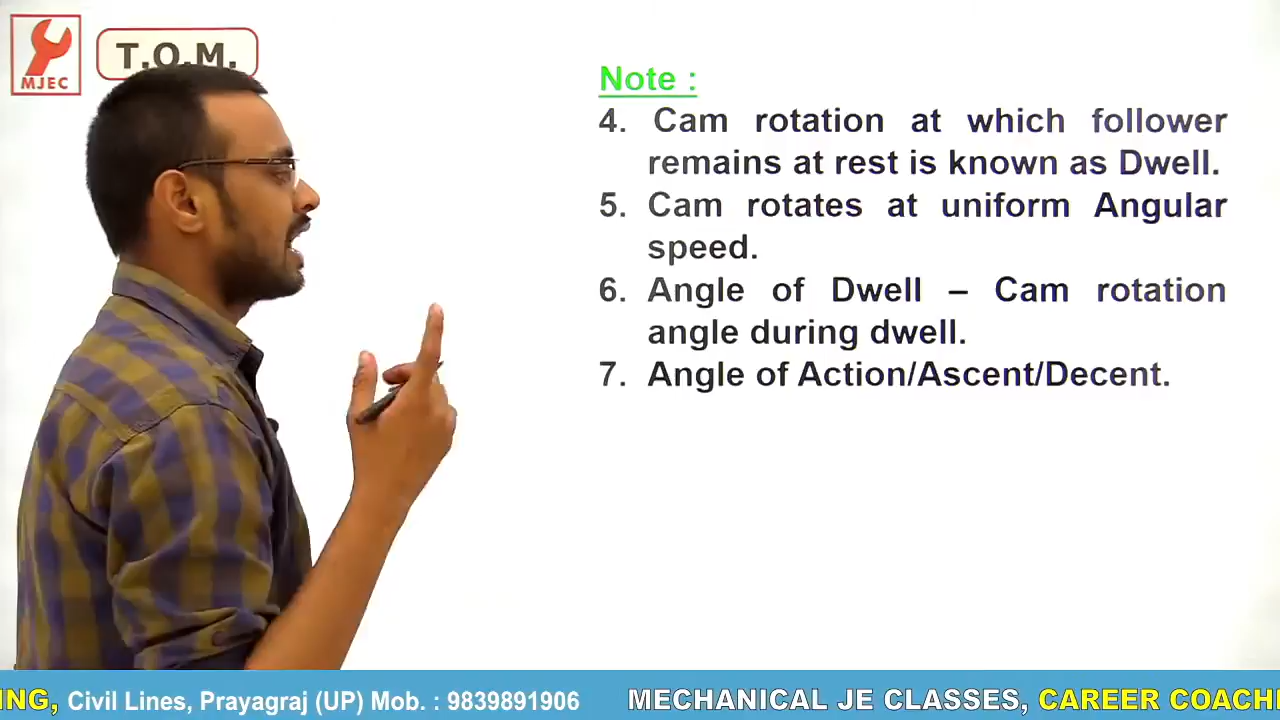 MJEC
T.O.M.
Note :
4. Cam rotation at which follower
remains at rest is known as Dwell.
5. Cam rotates at uniform Angular
speed.
6. Angle of Dwell – Cam rotation
angle during dwell.
7. Angle of Action/Ascent/Decent.
ING, Civil Lines, Prayagraj (UP) Mob. : 9839891906 MECHANICAL JE CLASSES, CAREER COACHI